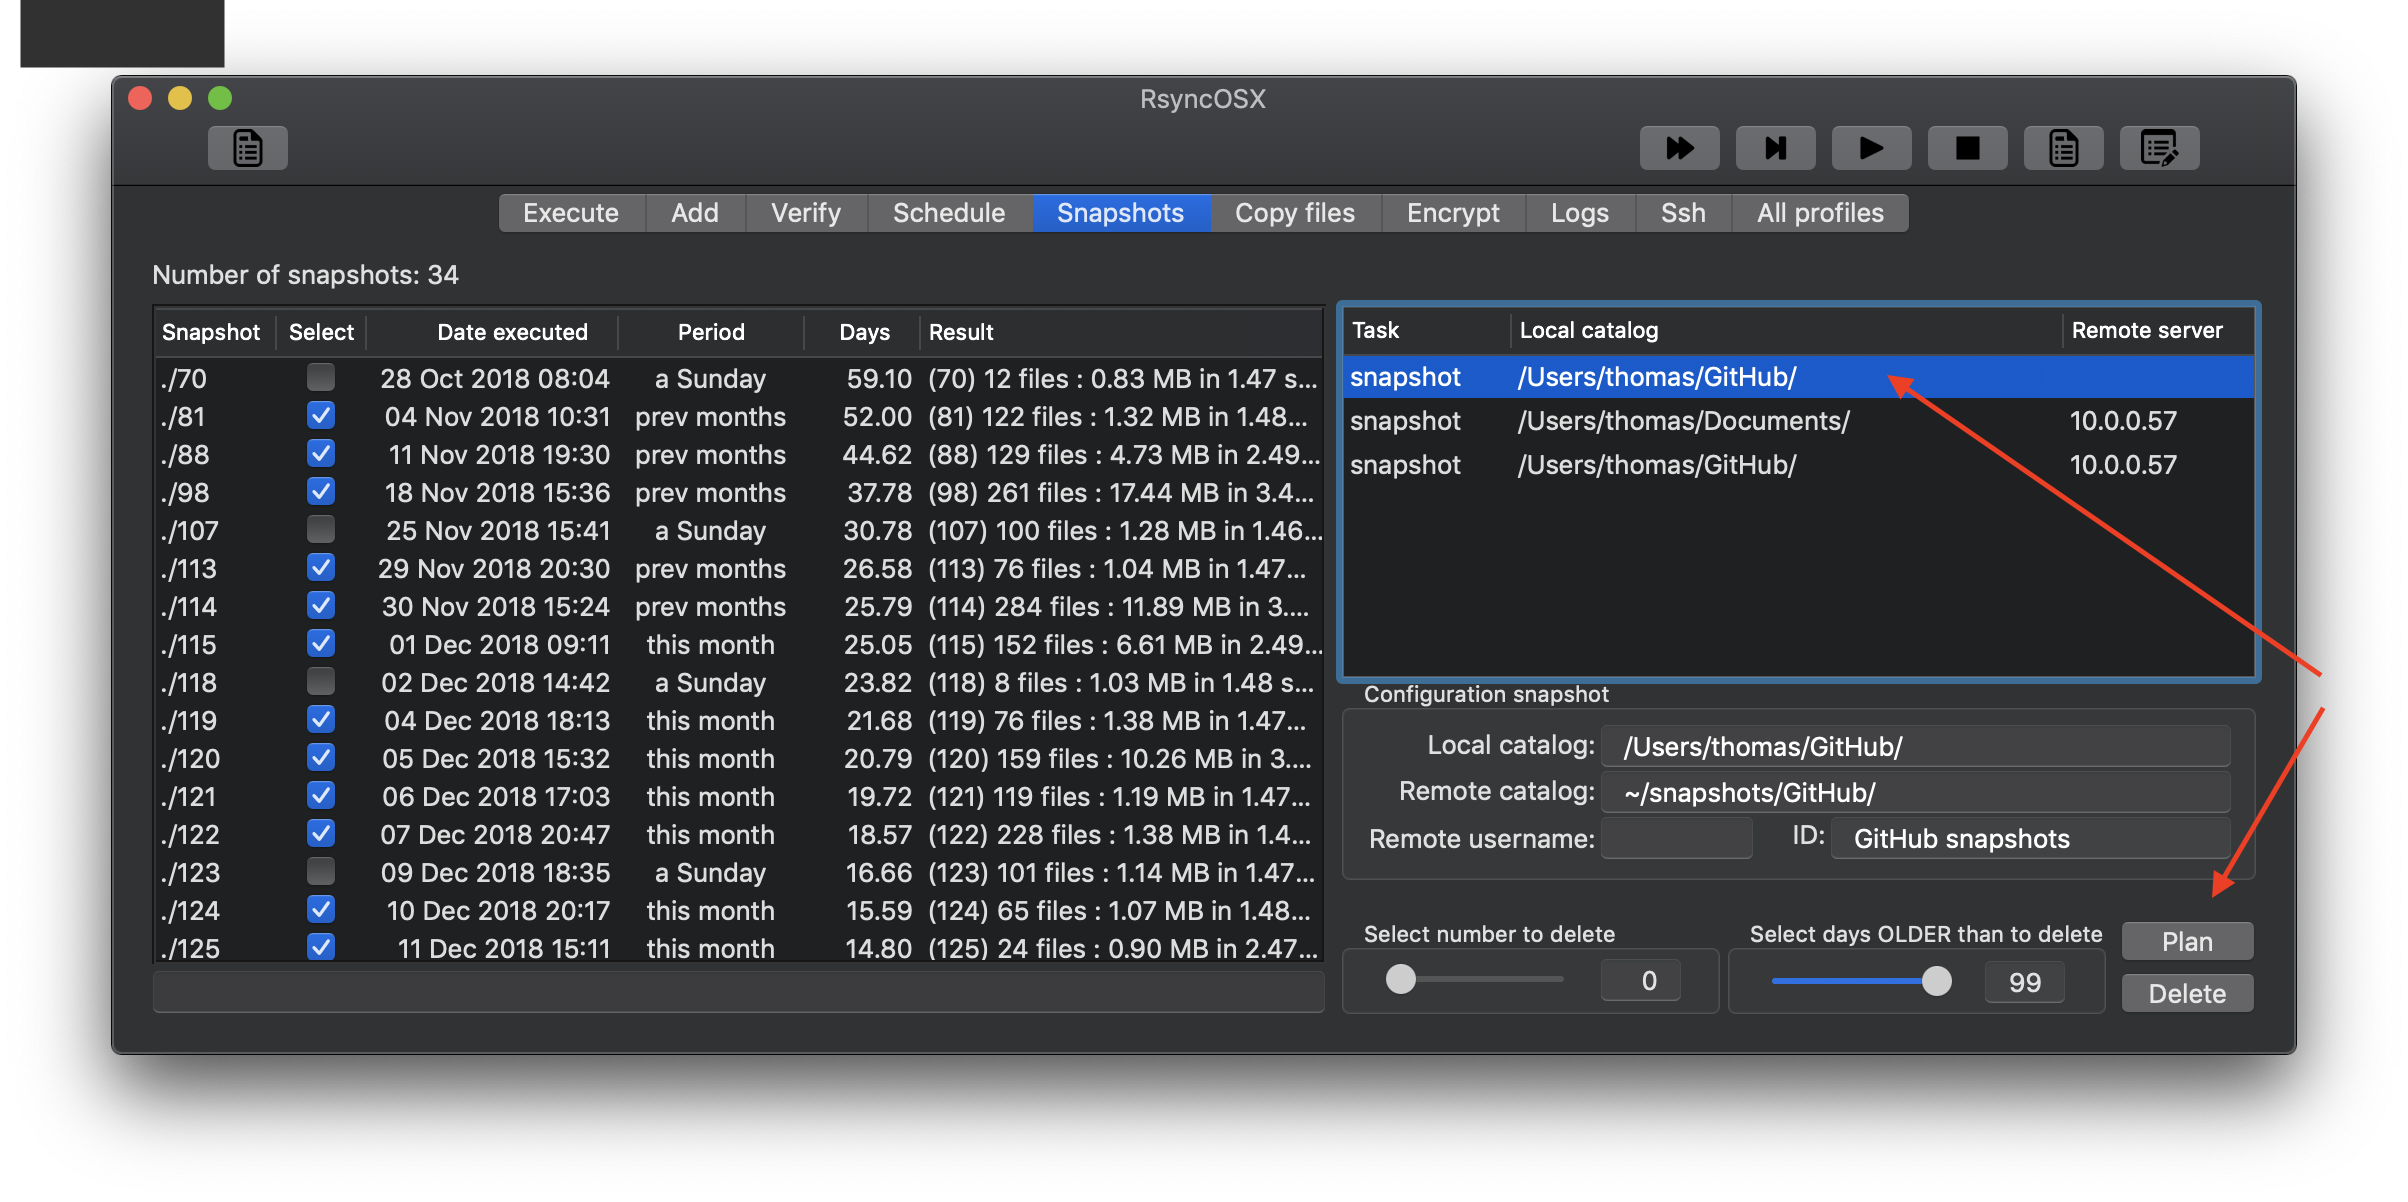 RsyncOSX
Execute Add Verify Schedule Snapshots Copy files Encrypt Logs Ssh All profiles
Number of snapshots: 34
Snapshot Select Date executed Period Days Result
./70 28 Oct 2018 08:04 a Sunday 59.10 (70) 12 files : 0.83 MB in 1.47 s...
./81 04 Nov 2018 10:31 prev months 52.00 (81) 122 files : 1.32 MB in 1.48...
./88 11 Nov 2018 19:30 prev months 44.62 (88) 129 files : 4.73 MB in 2.49...
./98 18 Nov 2018 15:36 prev months 37.78 (98) 261 files : 17.44 MB in 3.4...
./107 25 Nov 2018 15:41 a Sunday 30.78 (107) 100 files : 1.28 MB in 1.46...
./113 29 Nov 2018 20:30 prev months 26.58 (113) 76 files : 1.04 MB in 1.47...
./114 30 Nov 2018 15:24 prev months 25.79 (114) 284 files : 11.89 MB in 3....
./115 01 Dec 2018 09:11 this month 25.05 (115) 152 files : 6.61 MB in 2.49...
./118 02 Dec 2018 14:42 a Sunday 23.82 (118) 8 files : 1.03 MB in 1.48 s...
./119 04 Dec 2018 18:13 this month 21.68 (119) 76 files : 1.38 MB in 1.47...
./120 05 Dec 2018 15:32 this month 20.79 (120) 159 files : 10.26 MB in 3....
./121 06 Dec 2018 17:03 this month 19.72 (121) 119 files : 1.19 MB in 1.47...
./122 07 Dec 2018 20:47 this month 18.57 (122) 228 files : 1.38 MB in 1.4...
./123 09 Dec 2018 18:35 a Sunday 16.66 (123) 101 files : 1.14 MB in 1.47...
./124 10 Dec 2018 20:17 this month 15.59 (124) 65 files : 1.07 MB in 1.48...
./125 11 Dec 2018 15:11 this month 14.80 (125) 24 files : 0.90 MB in 2.47...
Task Local catalog Remote server
snapshot /Users/thomas/GitHub/
snapshot /Users/thomas/Documents/ 10.0.0.57
snapshot /Users/thomas/GitHub/ 10.0.0.57
Configuration snapshot
Local catalog: /Users/thomas/GitHub/
Remote catalog: ~/snapshots/GitHub/
Remote username: ID: GitHub snapshots
Select number to delete Select days OLDER than to delete Plan
0 99 Delete